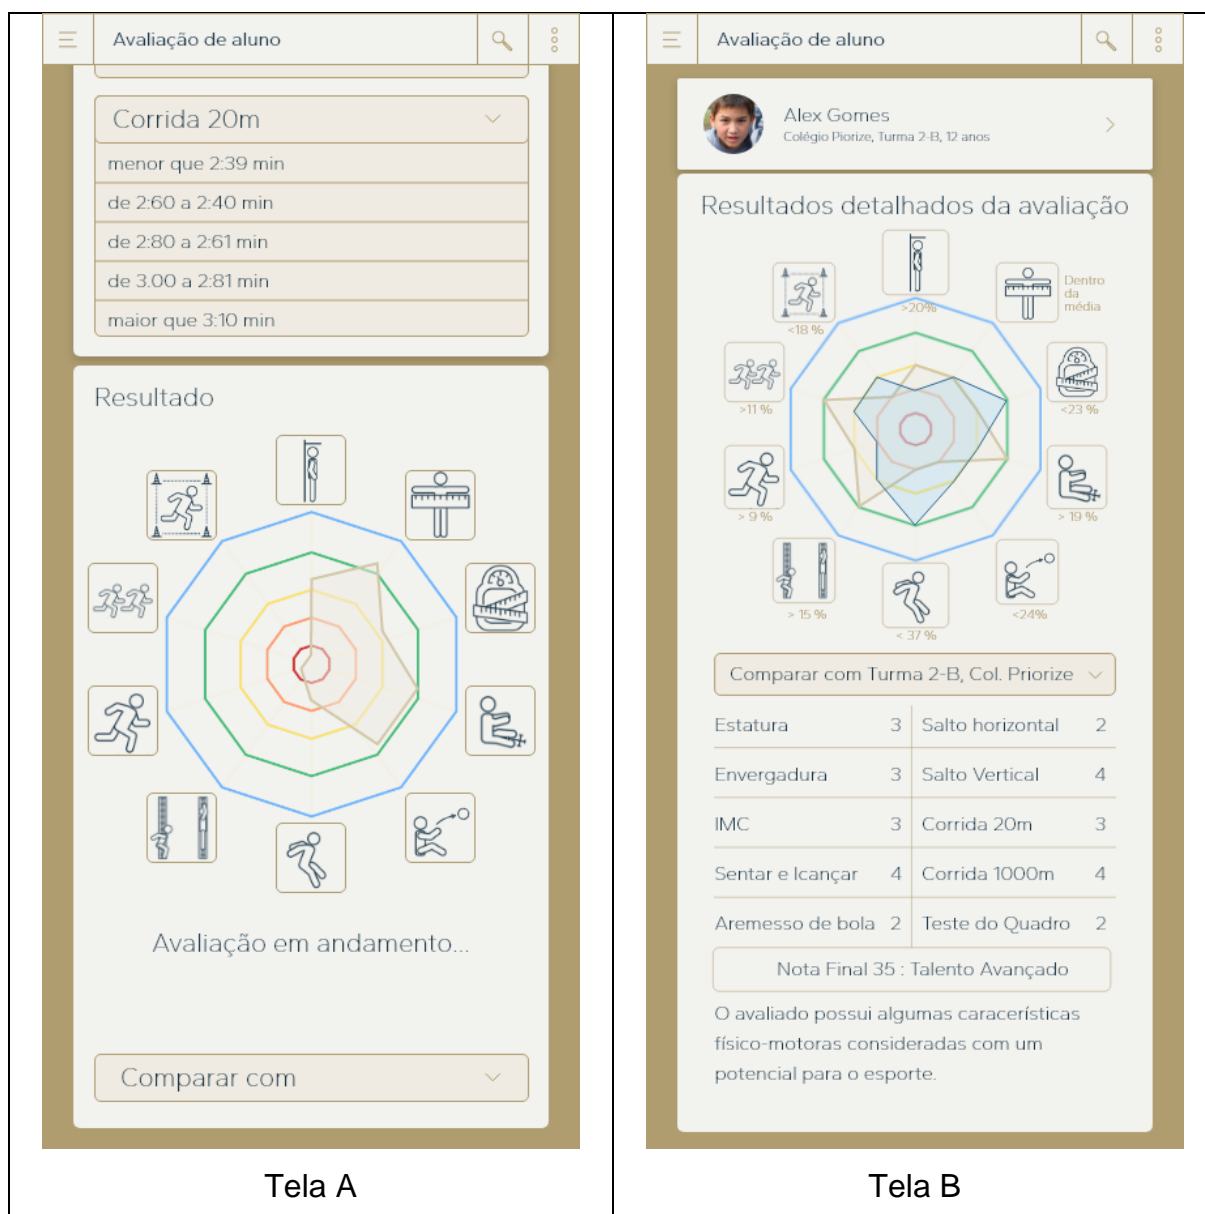 Avaliação de aluno
Corrida 20m
menor que 2:39 min
de 2:60 a 2:40 min
de 2:80 a 2:61 min
de 3.00 a 2:81 min
maior que 3:10 min
Resultado
Avaliação em andamento...
Comparar com
Tela A
Avaliação de aluno
Alex Gomes
Colégio Piorize, Turma 2-B, 12 anos
Resultados detalhados da avaliação
>20%
Dentro
da
média
<18 %
>11 %
<23 %
> 9 %
> 19 %
> 15 %
< 37 %
<24%
Comparar com Turma 2-B, Col. Priorize
Estatura 3 Salto horizontal 2
Envergadura 3 Salto Vertical 4
IMC 3 Corrida 20m 3
Sentar e lcançar 4 Corrida 1000m 4
Aremesso de bola 2 Teste do Quadro 2
Nota Final 35 : Talento Avançado
O avaliado possui algumas caracerísticas
físico-motoras consideradas com um
potencial para o esporte.
Tela B